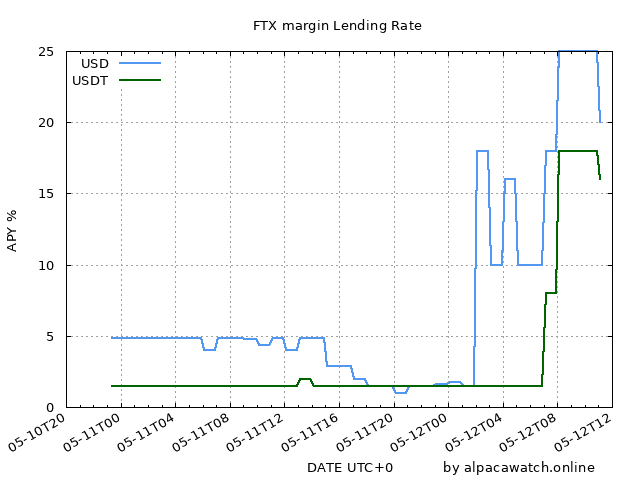 FTX margin Lending Rate
USD
USDT
25
20
15
10
5
0
APY %
05-10T20
05-11T00
05-11T04
05-11T08
05-11T12
05-11T16
05-11T20
05-12T00
05-12T04
05-12T08
05-12T12
DATE UTC+0
by alpacawatch.online